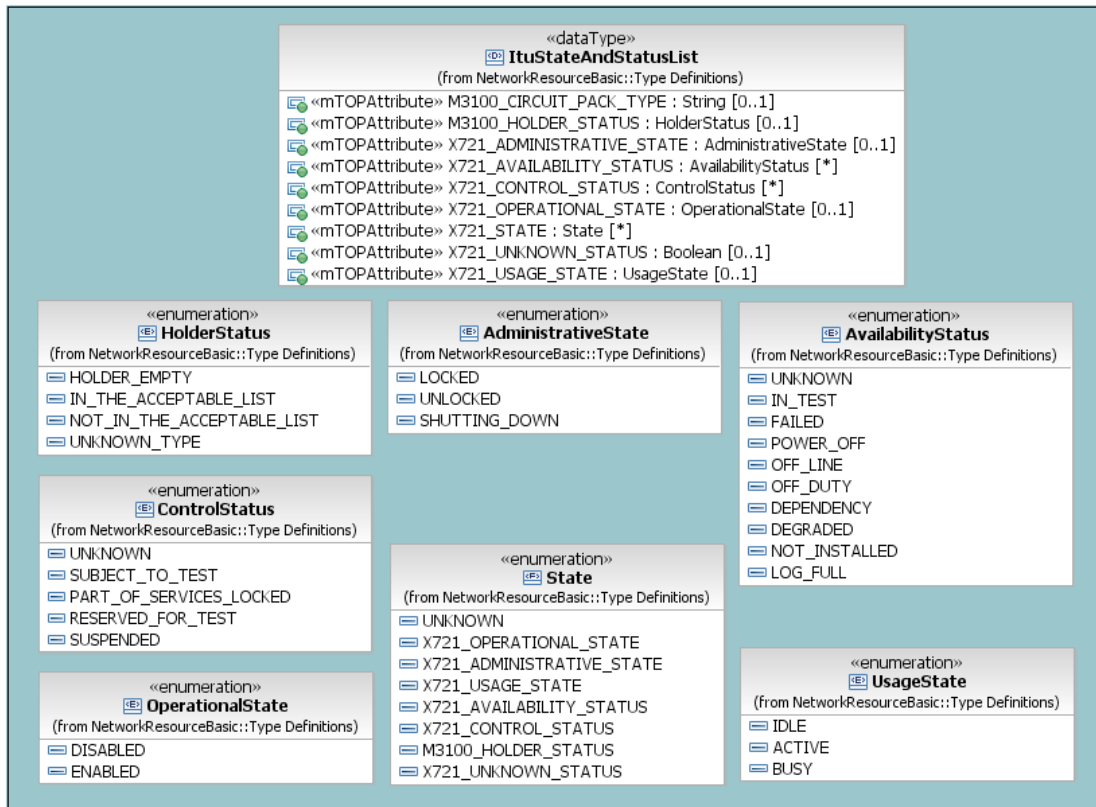 «dataType»
ItuStateAndStatusList
(from NetworkResourceBasic::Type Definitions)
«mTOPAttribute» M3100_CIRCUIT_PACK_TYPE : String [0..1]
«mTOPAttribute» M3100_HOLDER_STATUS : HolderStatus [0..1]
«mTOPAttribute» X721_ADMINISTRATIVE_STATE : AdministrativeState [0..1]
«mTOPAttribute» X721_AVAILABILITY_STATUS : AvailabilityStatus [*]
«mTOPAttribute» X721_CONTROL_STATUS : ControlStatus [*]
«mTOPAttribute» X721_OPERATIONAL_STATE : OperationalState [0..1]
«mTOPAttribute» X721_STATE : State [*]
«mTOPAttribute» X721_UNKNOWN_STATUS : Boolean [0..1]
«mTOPAttribute» X721_USAGE_STATE : UsageState [0..1]
«enumeration»
HolderStatus
(from NetworkResourceBasic::Type Definitions)
HOLDER_EMPTY
IN_THE_ACCEPTABLE_LIST
NOT_IN_THE_ACCEPTABLE_LIST
UNKNOWN_TYPE
«enumeration»
AdministrativeState
(from NetworkResourceBasic::Type Definitions)
LOCKED
UNLOCKED
SHUTTING_DOWN
«enumeration»
AvailabilityStatus
(from NetworkResourceBasic::Type Definitions)
UNKNOWN
IN_TEST
FAILED
POWER_OFF
OFF_LINE
OFF_DUTY
DEPENDENCY
DEGRADED
NOT_INSTALLED
LOG_FULL
«enumeration»
ControlStatus
(from NetworkResourceBasic::Type Definitions)
UNKNOWN
SUBJECT_TO_TEST
PART_OF_SERVICES_LOCKED
RESERVED_FOR_TEST
SUSPENDED
«enumeration»
State
(from NetworkResourceBasic::Type Definitions)
UNKNOWN
X721_OPERATIONAL_STATE
X721_ADMINISTRATIVE_STATE
X721_USAGE_STATE
X721_AVAILABILITY_STATUS
X721_CONTROL_STATUS
M3100_HOLDER_STATUS
X721_UNKNOWN_STATUS
«enumeration»
OperationalState
(from NetworkResourceBasic::Type Definitions)
DISABLED
ENABLED
«enumeration»
UsageState
(from NetworkResourceBasic::Type Definitions)
IDLE
ACTIVE
BUSY